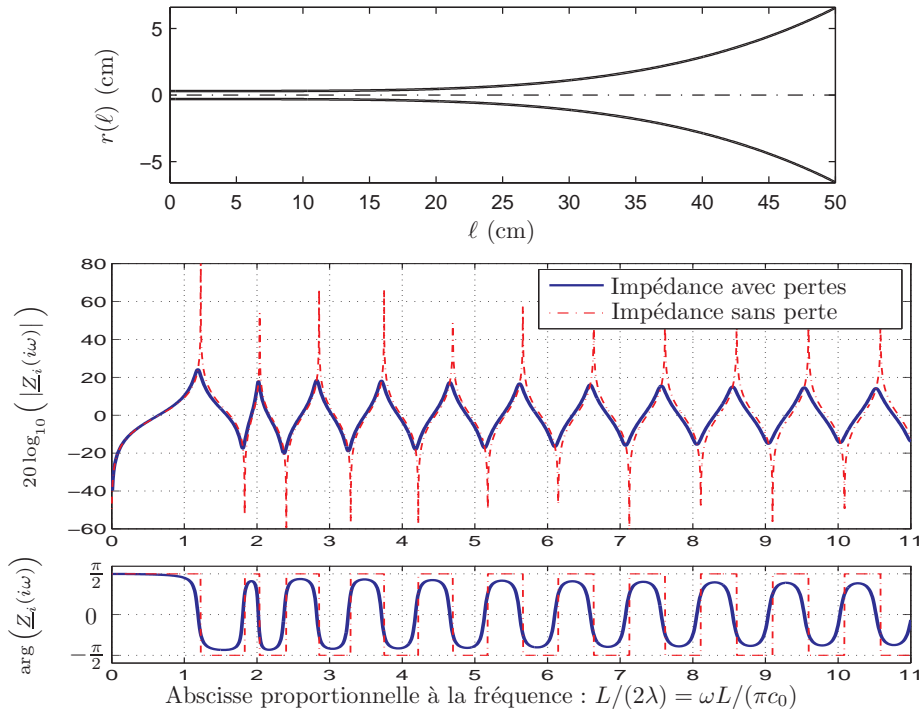 r(ℓ) (cm)
5
0
−5
0 5 10 15 20 25 30 35 40 45 50
ℓ (cm)
20 log₁₀ ( |Z̲ᵢ(iω)| )
80
60
40
20
0
−20
−40
−60
Impédance avec pertes
Impédance sans perte
0 1 2 3 4 5 6 7 8 9 10 11
arg (Z̲ᵢ(iω))
π/2
0
−π/2
0 1 2 3 4 5 6 7 8 9 10 11
Abscisse proportionnelle à la fréquence : L/(2λ) = ωL/(πc₀)